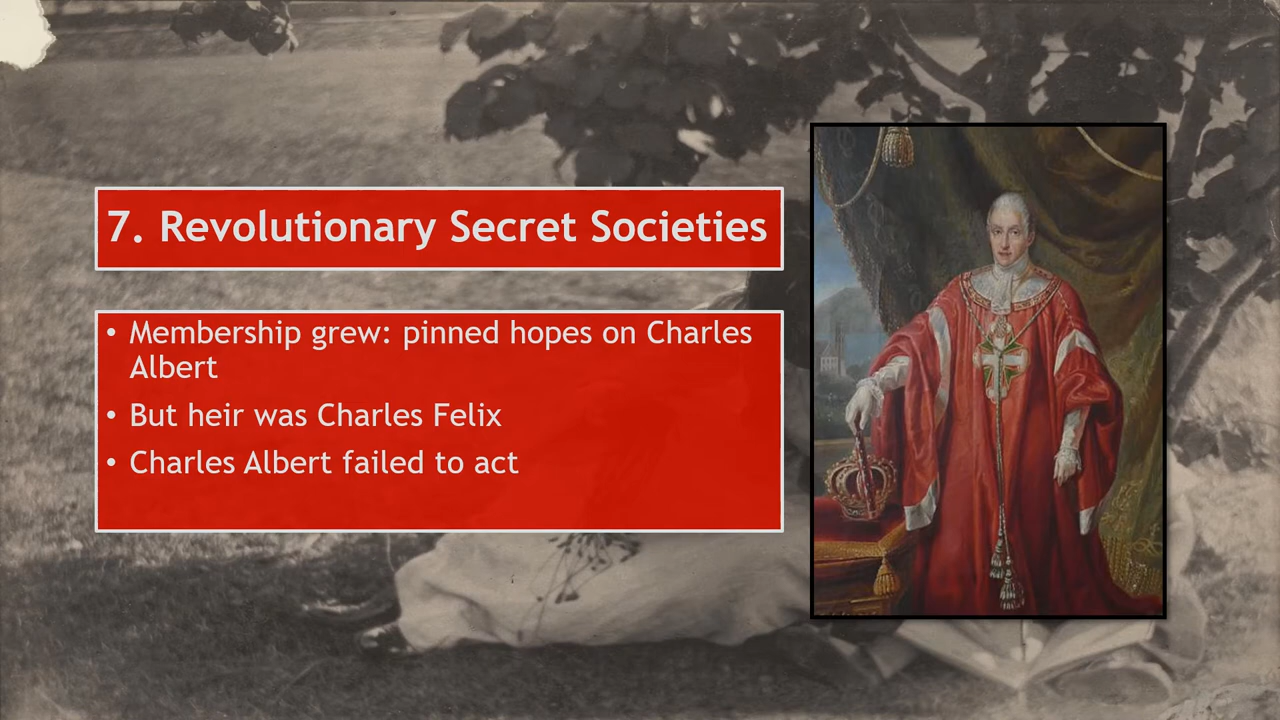 7. Revolutionary Secret Societies
• Membership grew: pinned hopes on Charles
Albert
• But heir was Charles Felix
• Charles Albert failed to act